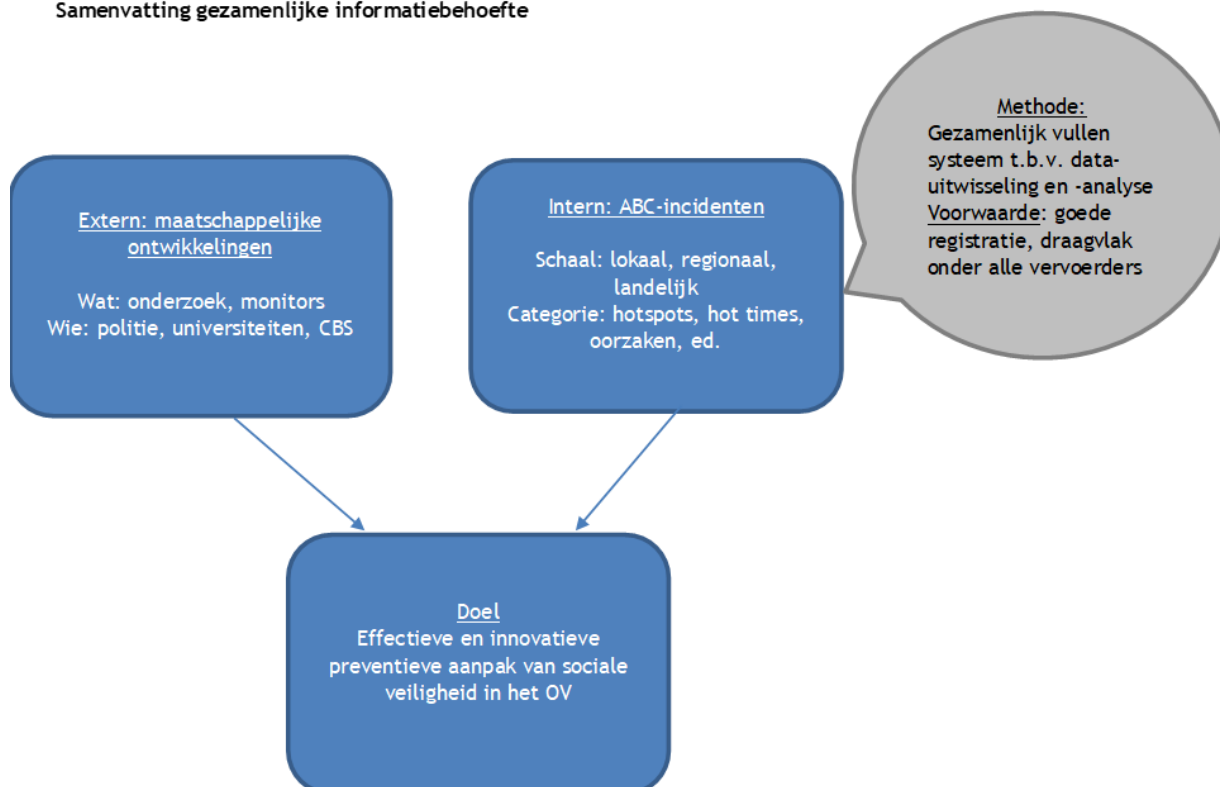 Samenvatting gezamenlijke informatiebehoefte
Extern: maatschappelijke
ontwikkelingen
Wat: onderzoek, monitors
Wie: politie, universiteiten, CBS
Intern: ABC-incidenten
Schaal: lokaal, regionaal,
landelijk
Categorie: hotspots, hot times,
oorzaken, ed.
Methode:
Gezamenlijk vullen
systeem t.b.v. data-
uitwisseling en -analyse
Voorwaarde: goede
registratie, draagvlak
onder alle vervoerders
Doel
Effectieve en innovatieve
preventieve aanpak van sociale
veiligheid in het OV